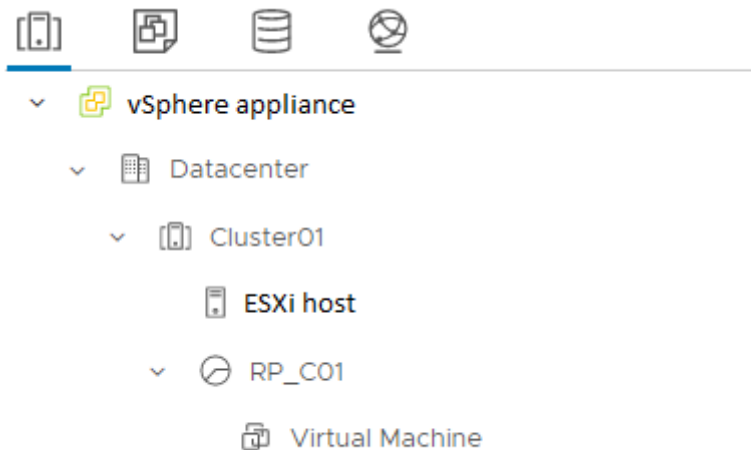 vSphere appliance
Datacenter
Cluster01
ESXi host
RP_C01
Virtual Machine